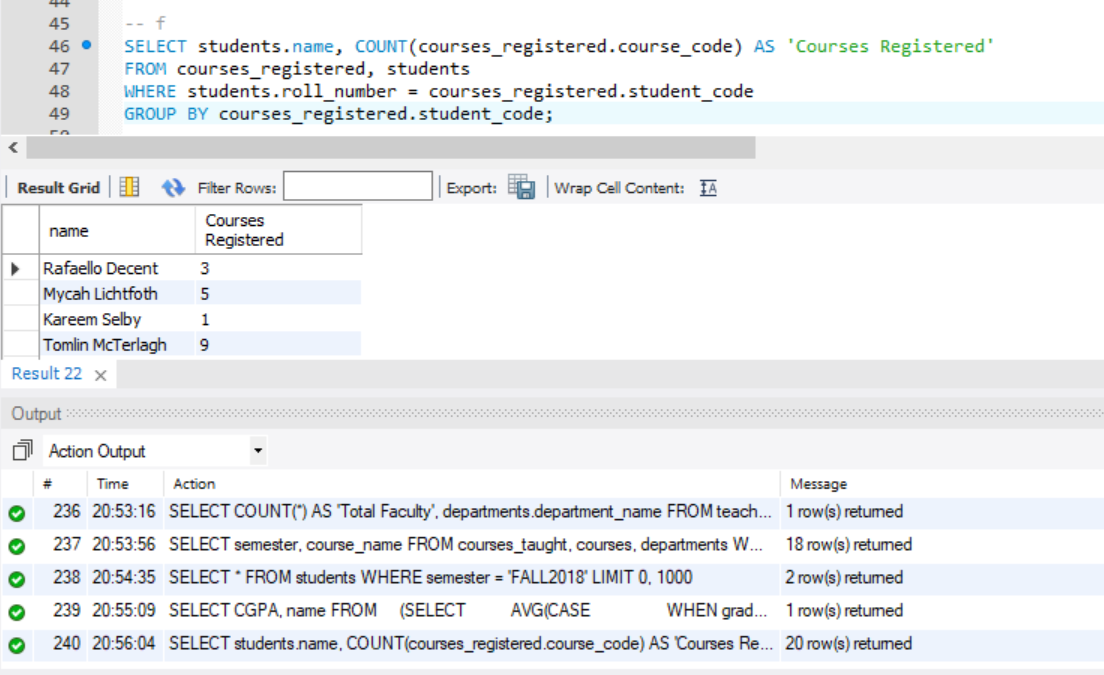 44
45 -- f
46 SELECT students.name, COUNT(courses_registered.course_code) AS 'Courses Registered'
47 FROM courses_registered, students
48 WHERE students.roll_number = courses_registered.student_code
49 GROUP BY courses_registered.student_code;
50
Result Grid Filter Rows: Export: Wrap Cell Content: IA
name Courses Registered
Rafaello Decent 3
Mycah Lichtfoth 5
Kareem Selby 1
Tomlin McTerlagh 9
Result 22 ×
Output
Action Output
# Time Action Message
236 20:53:16 SELECT COUNT(*) AS 'Total Faculty', departments.department_name FROM teach... 1 row(s) returned
237 20:53:56 SELECT semester, course_name FROM courses_taught, courses, departments W... 18 row(s) returned
238 20:54:35 SELECT * FROM students WHERE semester = 'FALL2018' LIMIT 0, 1000 2 row(s) returned
239 20:55:09 SELECT CGPA, name FROM (SELECT AVG(CASE WHEN grad... 1 row(s) returned
240 20:56:04 SELECT students.name, COUNT(courses_registered.course_code) AS 'Courses Re... 20 row(s) returned